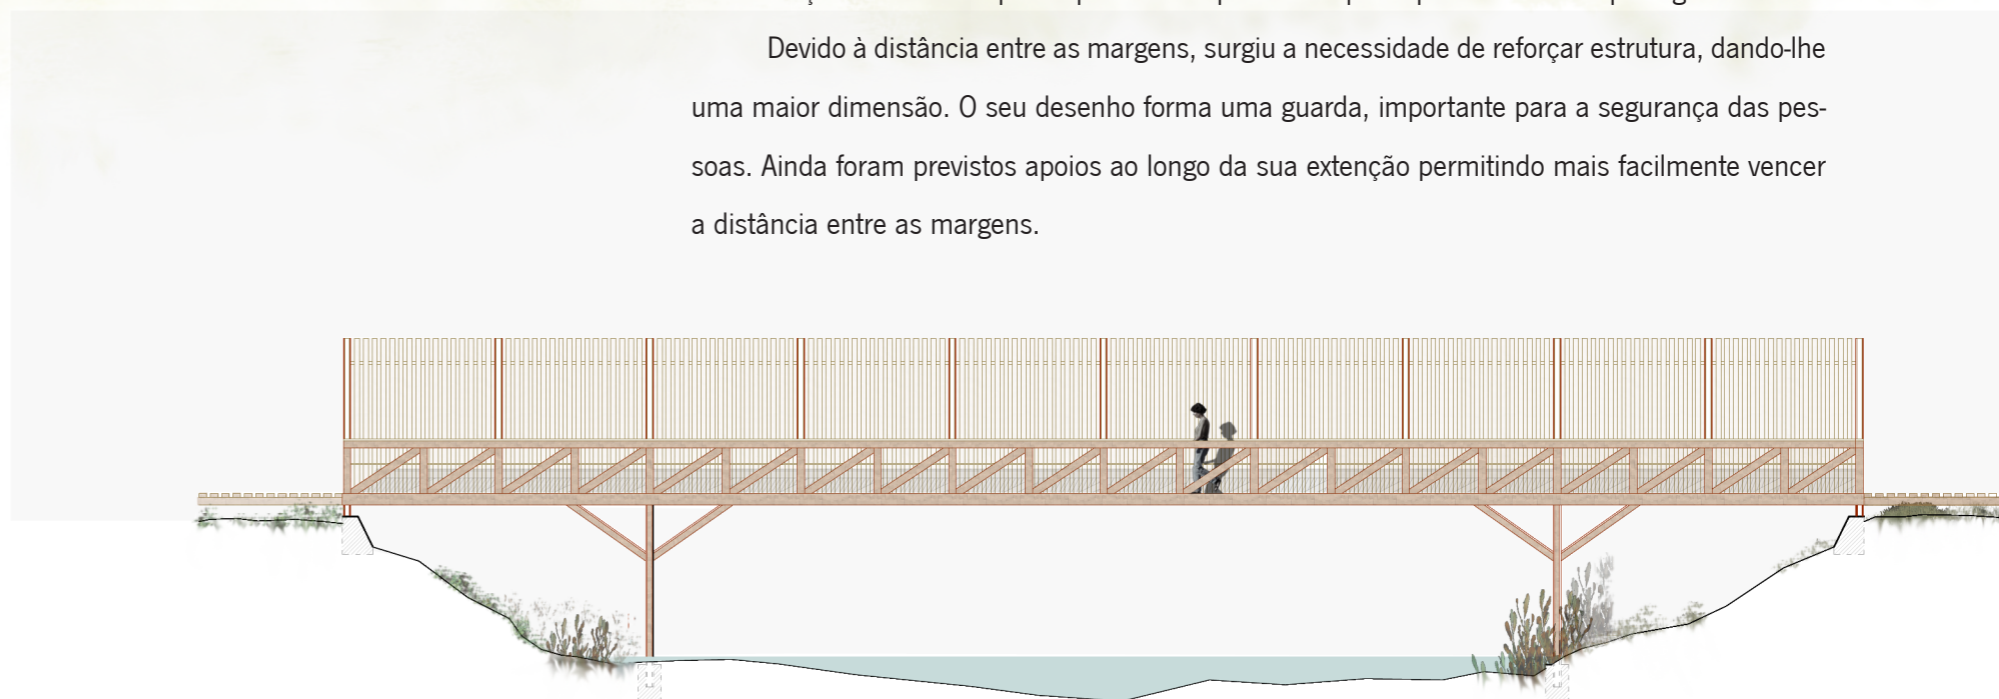 Devido à distância entre as margens, surgiu a necessidade de reforçar estrutura, dando-lhe
uma maior dimensão. O seu desenho forma uma guarda, importante para a segurança das pes-
soas. Ainda foram previstos apoios ao longo da sua extenção permitindo mais facilmente vencer
a distância entre as margens.